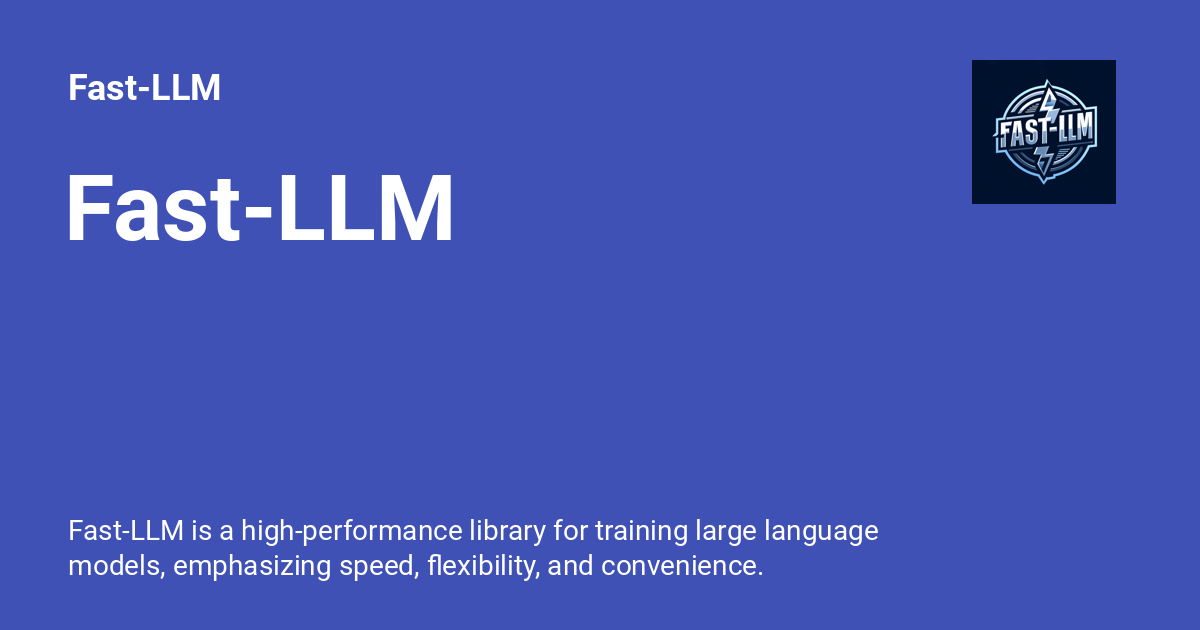 Fast-LLM
FAST-LLM
Fast-LLM
Fast-LLM is a high-performance library for training large language
models, emphasizing speed, flexibility, and convenience.